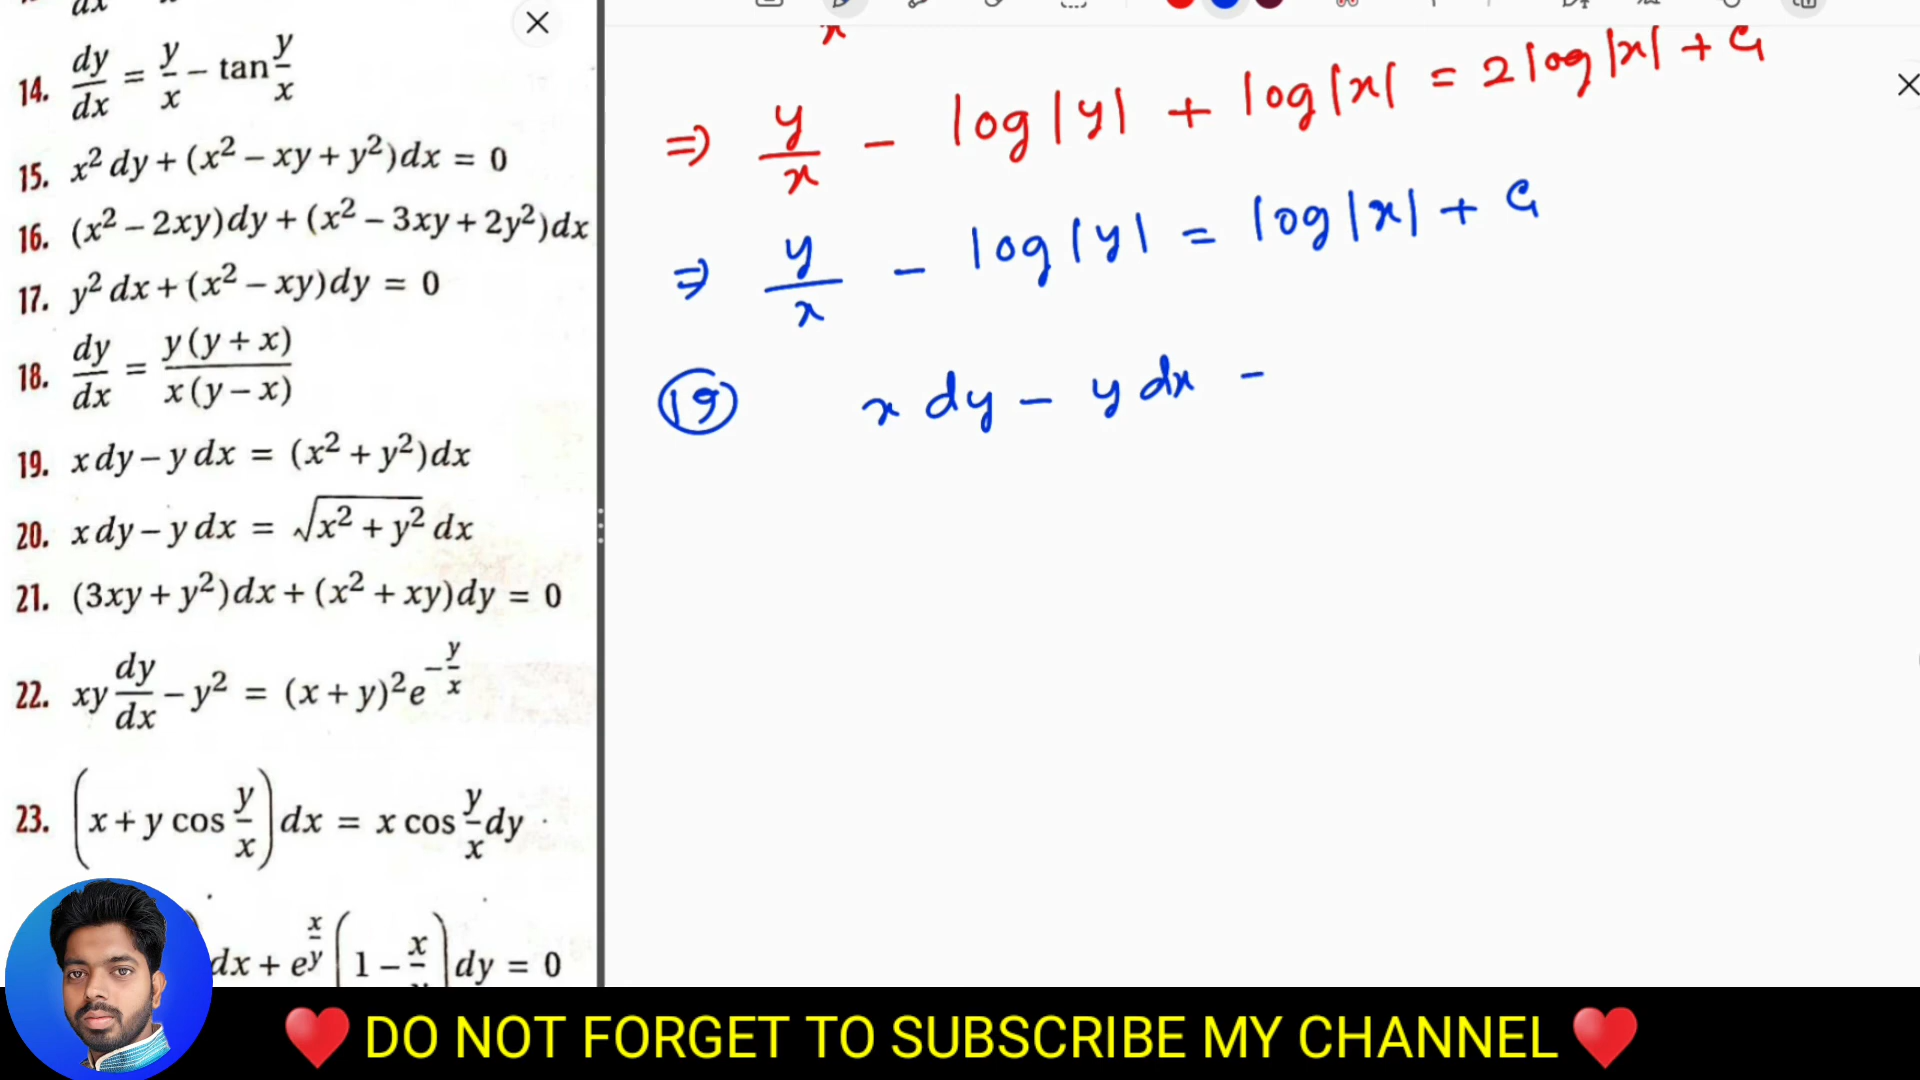 dx
14. dy/dx = y/x − tan y/x
15. x² dy + (x² − xy + y²)dx = 0
16. (x² − 2xy)dy + (x² − 3xy + 2y²)dx
17. y² dx + (x² − xy)dy = 0
18. dy/dx = y(y + x)/x(y − x)
19. x dy − y dx = (x² + y²)dx
20. x dy − y dx = √(x² + y²) dx
21. (3xy + y²)dx + (x² + xy)dy = 0
22. xy dy/dx − y² = (x + y)²e^(−y/x)
23. (x + y cos y/x) dx = x cos y/x dy
dx + e^(x/y) (1 − x/y) dy = 0
x
⇒ y/x − log|y| + log|x| = 2log|x| + C₁
⇒ y/x − log|y| = log|x| + C₁
(19) x dy − y dx −
❤️ DO NOT FORGET TO SUBSCRIBE MY CHANNEL ❤️